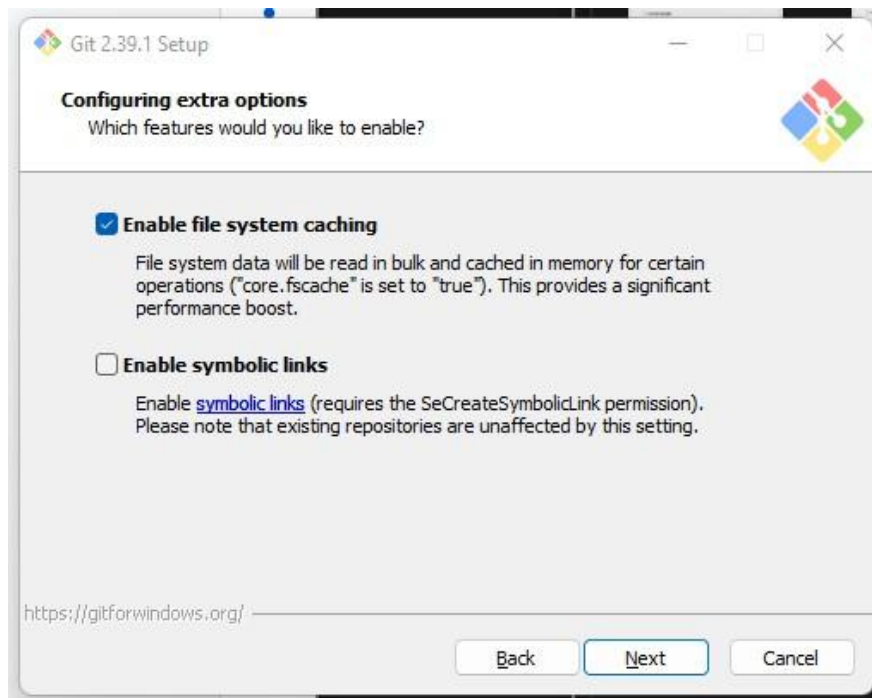 Git 2.39.1 Setup
Configuring extra options
Which features would you like to enable?
Enable file system caching
File system data will be read in bulk and cached in memory for certain
operations ("core.fscache" is set to "true"). This provides a significant
performance boost.
Enable symbolic links
Enable symbolic links (requires the SeCreateSymbolicLink permission).
Please note that existing repositories are unaffected by this setting.
https://gitforwindows.org/
Back Next Cancel